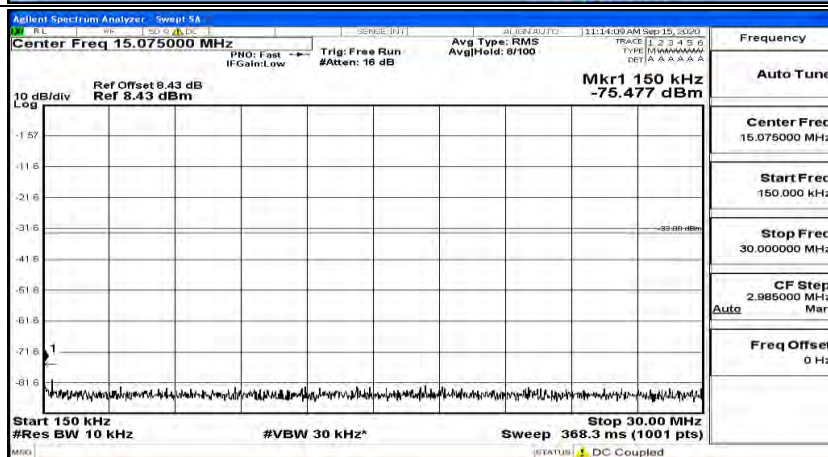 Agilent Spectrum Analyzer - Swept SA
RL RF 50 Ω DC SENSE:INT ALIGN AUTO 11:14:09 AM Sep 15, 2020
Center Freq 15.075000 MHz
PNO: Fast
IFGain:Low
Trig: Free Run
#Atten: 16 dB
Avg Type: RMS
Avg|Hold: 8/100
TRACE 1 2 3 4 5 6
TYPE M W W W W W
DET A A A A A A
Ref Offset 8.43 dB
10 dB/div Ref 8.43 dBm
Log
Mkr1 150 kHz
-75.477 dBm
-1.57
-11.6
-21.6
-31.6
-33.00 dBm
-41.6
-51.6
-61.6
-71.6
1
-81.6
Start 150 kHz
Stop 30.00 MHz
#Res BW 10 kHz #VBW 30 kHz* Sweep 368.3 ms (1001 pts)
MSG STATUS DC Coupled
Frequency
Auto Tune
Center Freq
15.075000 MHz
Start Freq
150.000 kHz
Stop Freq
30.000000 MHz
CF Step
2.985000 MHz
Auto Man
Freq Offset
0 Hz